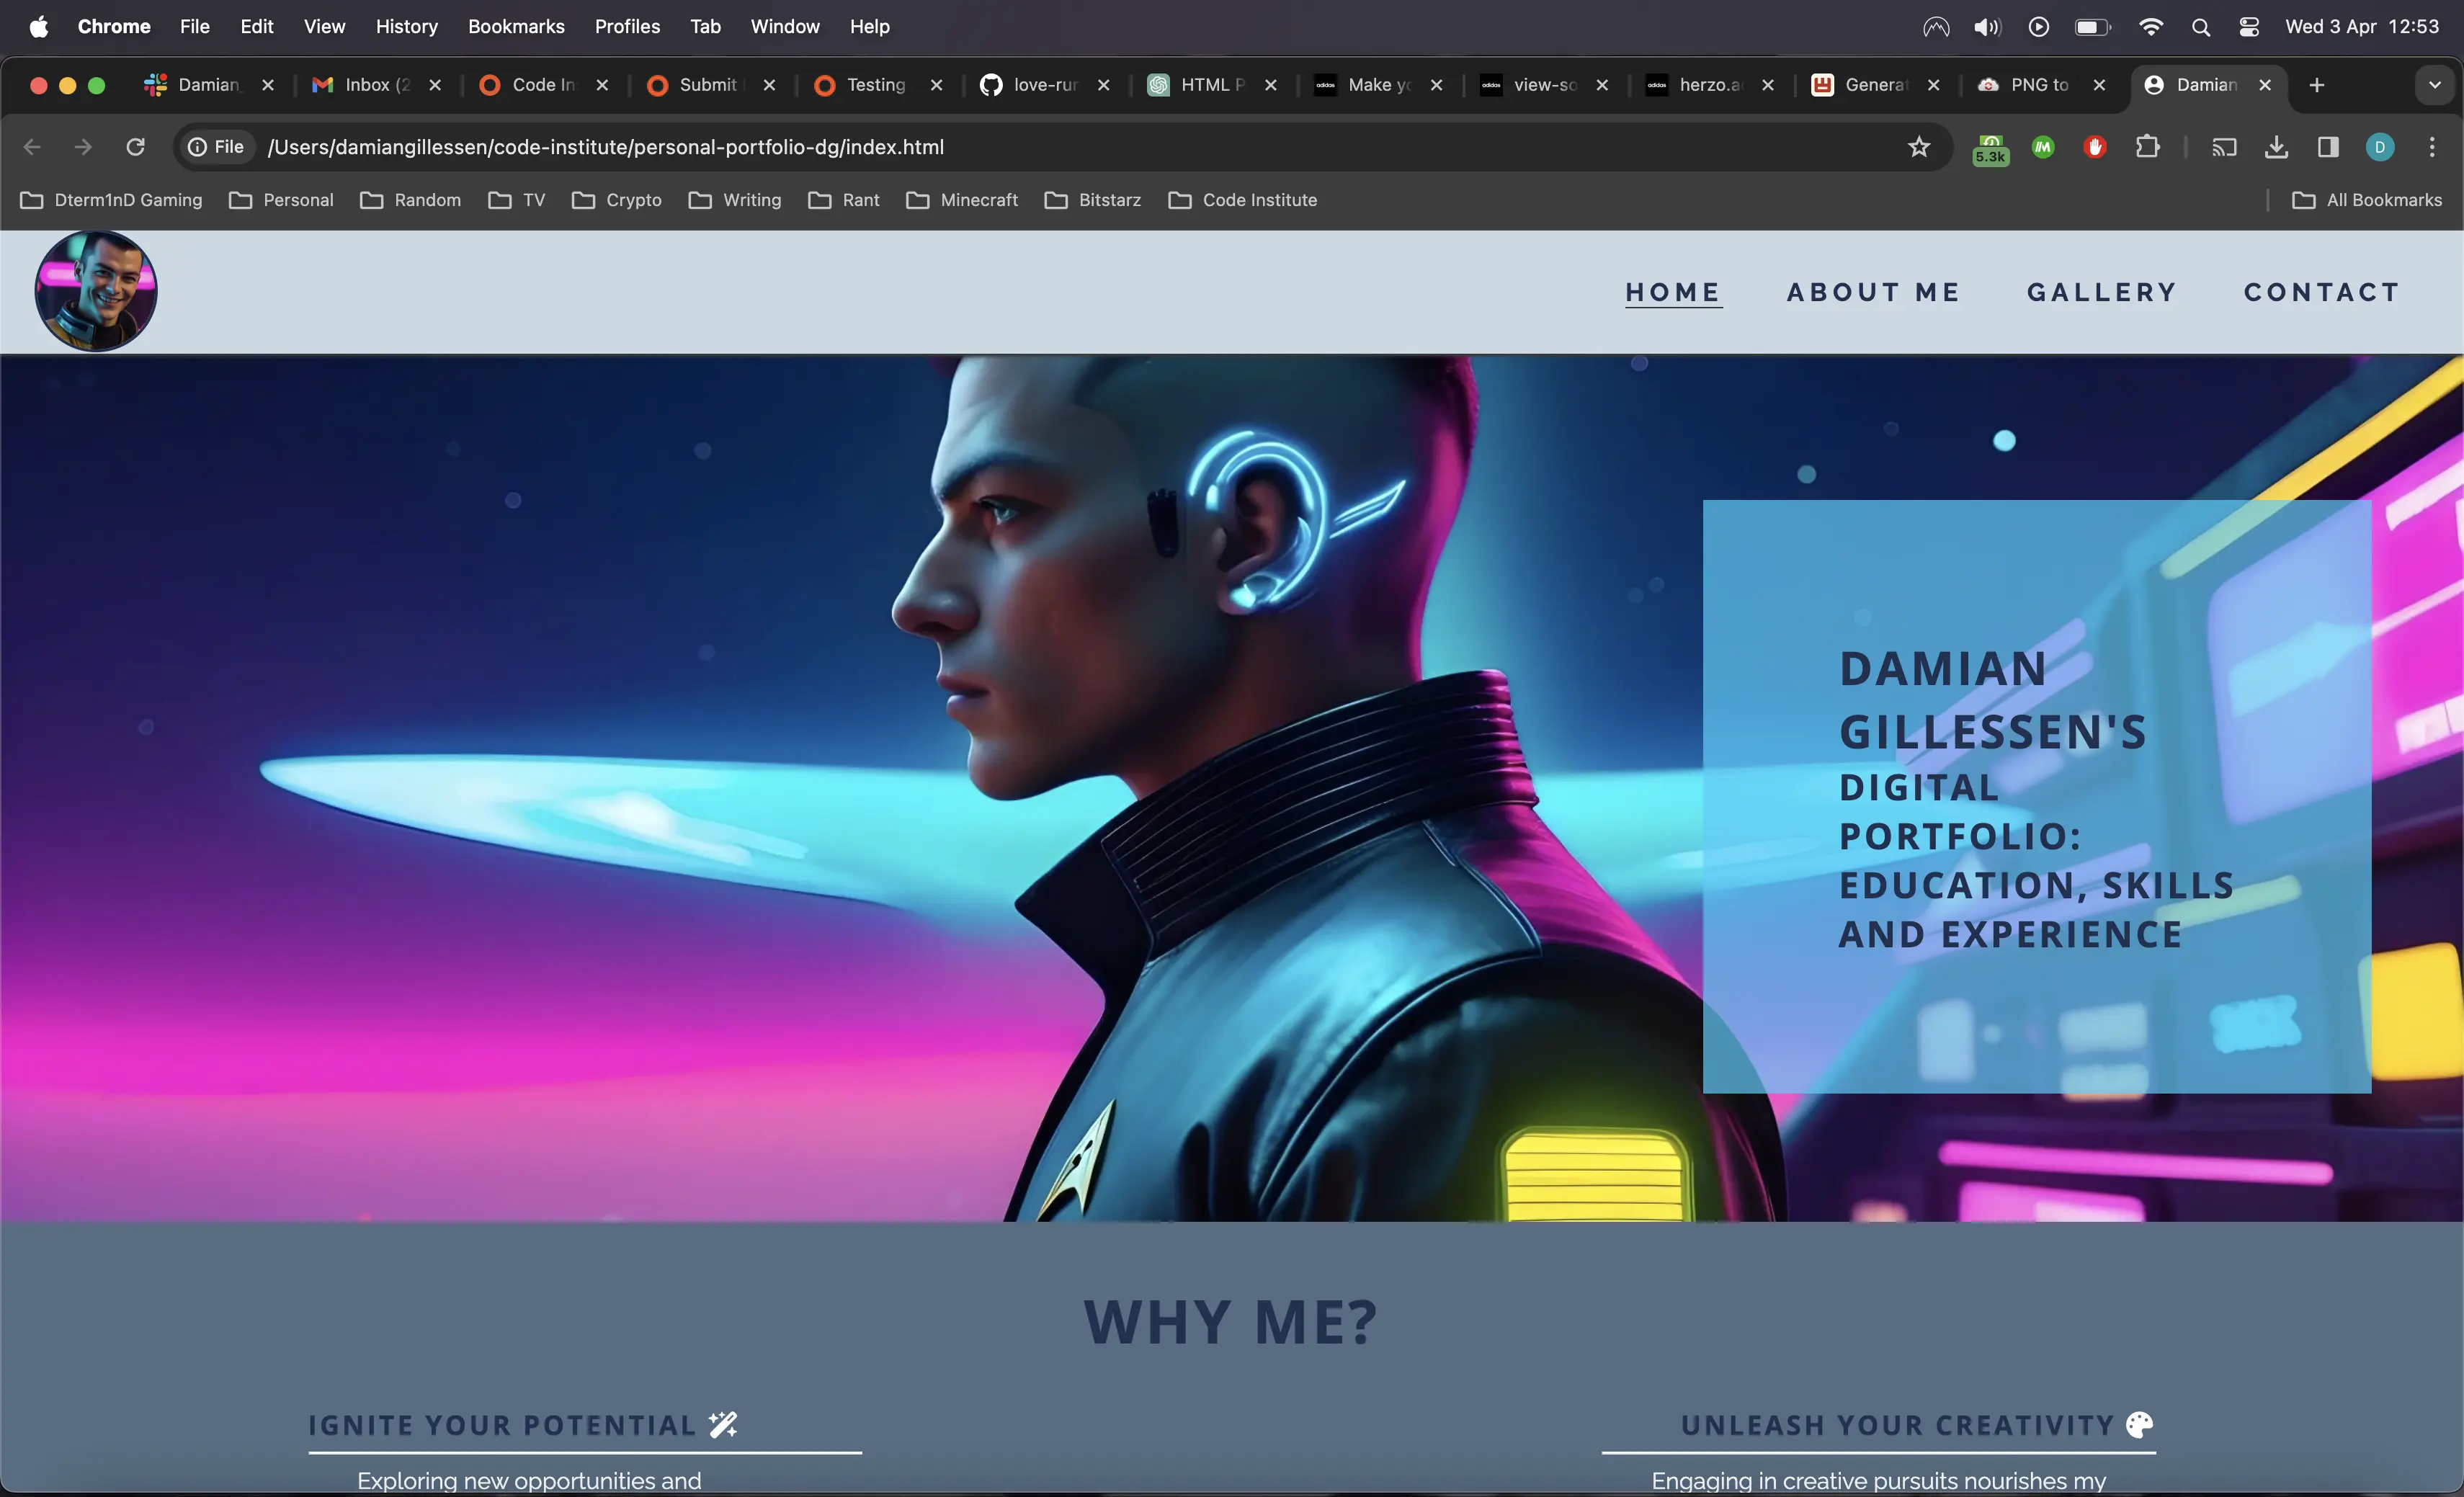 Chrome File Edit View History Bookmarks Profiles Tab Window Help Wed 3 Apr 12:53
Damian Inbox (2 Code In Submit Testing love-run HTML P Make yo view-so herzo.a Generat PNG to Damian
File /Users/damiangillessen/code-institute/personal-portfolio-dg/index.html 5.3k D
Dterm1nD Gaming Personal Random TV Crypto Writing Rant Minecraft Bitstarz Code Institute All Bookmarks
HOME ABOUT ME GALLERY CONTACT
DAMIAN
GILLESSEN'S
DIGITAL
PORTFOLIO:
EDUCATION, SKILLS
AND EXPERIENCE
WHY ME?
IGNITE YOUR POTENTIAL
Exploring new opportunities and
UNLEASH YOUR CREATIVITY
Engaging in creative pursuits nourishes my